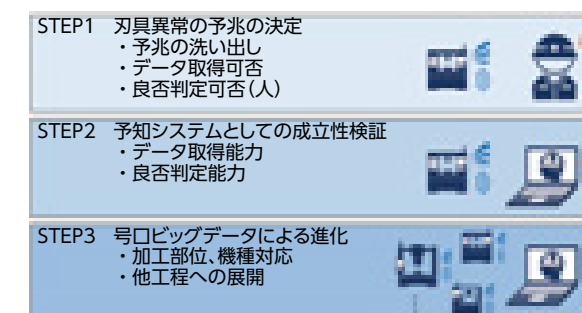 STEP1 刃具異常の予兆の決定
・予兆の洗い出し
・データ取得可否
・良否判定可否(人)
STEP2 予知システムとしての成立性検証
・データ取得能力
・良否判定能力
STEP3 号口ビッグデータによる進化
・加工部位、機種対応
・他工程への展開